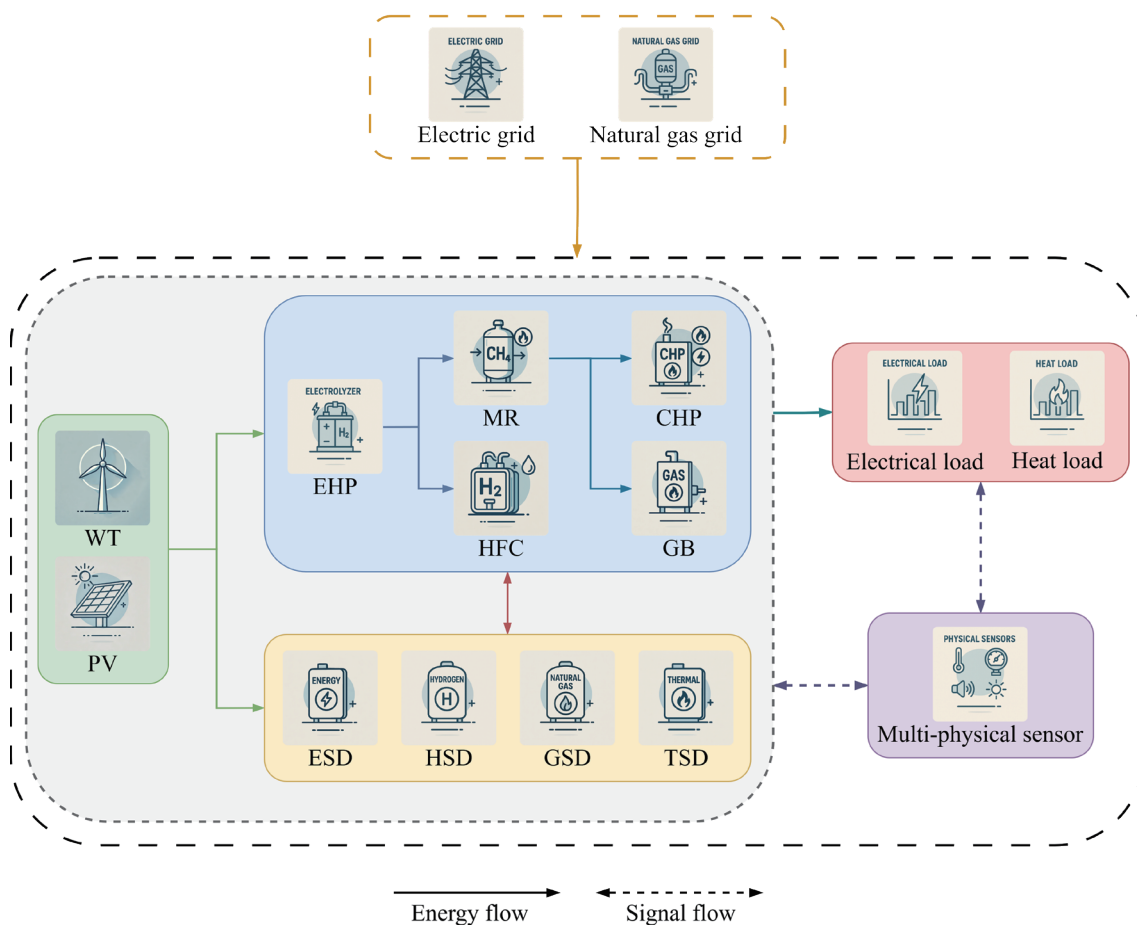 ELECTRIC GRID
Electric grid
NATURAL GAS GRID
GAS
Natural gas grid
ELECTROLYZER
+
−
H₂
EHP
CH₄
MR
CHP
CHP
H₂
HFC
GAS
GB
WT
PV
ENERGY
ESD
HYDROGEN
H
HSD
NATURAL
GAS
GSD
THERMAL
TSD
ELECTRICAL LOAD
Electrical load
HEAT LOAD
Heat load
PHYSICAL SENSORS
Multi-physical sensor
Energy flow
Signal flow